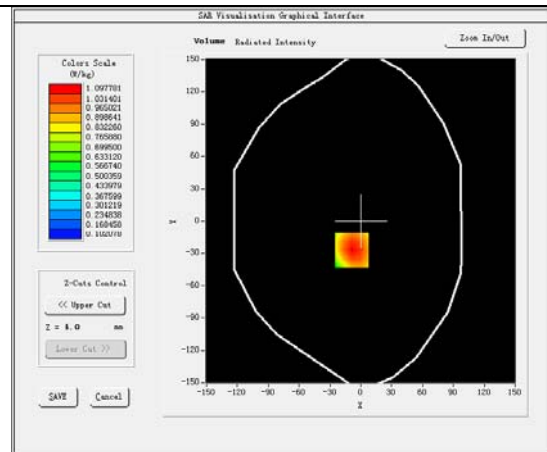 SAR Visualisation Graphical Interface
Volume Radiated Intensity
Zoom In/Out
Colors Scale
(W/kg)
1.097781
1.031401
0.965021
0.898641
0.832260
0.765880
0.699500
0.633120
0.566740
0.500359
0.433979
0.367599
0.301219
0.234838
0.168458
0.102078
Z-Cuts Control
<< Upper Cut
Z = 4.0 mm
Lower Cut >>
SAVE Cancel
150
120
90
60
30
0
-30
-60
-90
-120
-150
Y
-150 -120 -90 -60 -30 0 30 60 90 120 150
X